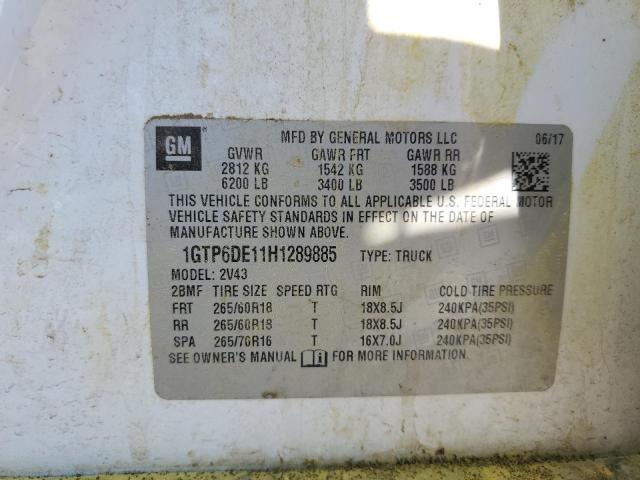 GM
MFD BY GENERAL MOTORS LLC 06/17
GVWR GAWR FRT GAWR RR
2812 KG 1542 KG 1588 KG
6200 LB 3400 LB 3500 LB
THIS VEHICLE CONFORMS TO ALL APPLICABLE U.S. FEDERAL MOTOR
VEHICLE SAFETY STANDARDS IN EFFECT ON THE DATE OF
MANUFACTURE SHOWN ABOVE.
1GTP6DE11H1289885 TYPE: TRUCK
MODEL: 2V43
2BMF TIRE SIZE SPEED RTG RIM COLD TIRE PRESSURE
FRT 265/60R18 T 18X8.5J 240KPA(35PSI)
RR 265/60R18 T 18X8.5J 240KPA(35PSI)
SPA 265/70R16 T 16X7.0J 240KPA(35PSI)
SEE OWNER'S MANUAL FOR MORE INFORMATION.